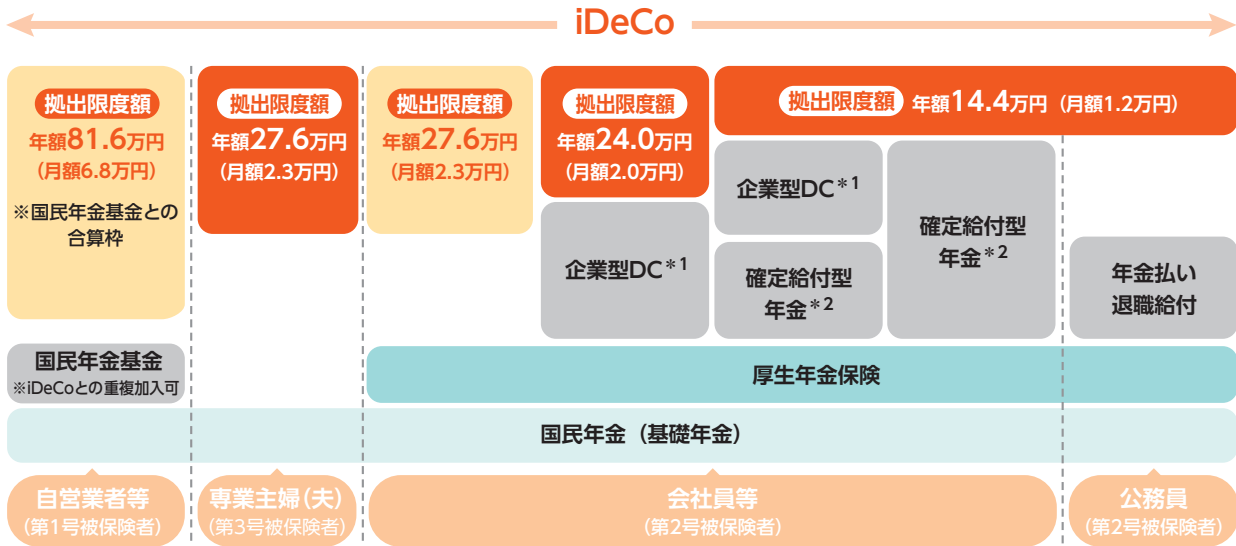 iDeCo
拠出限度額
年額81.6万円
(月額6.8万円)
※国民年金基金との
合算枠
拠出限度額
年額27.6万円
(月額2.3万円)
拠出限度額
年額27.6万円
(月額2.3万円)
拠出限度額
年額24.0万円
(月額2.0万円)
拠出限度額 年額14.4万円(月額1.2万円)
企業型DC*1
企業型DC*1
確定給付型
年金*2
確定給付型
年金*2
年金払い
退職給付
国民年金基金
※iDeCoとの重複加入可
厚生年金保険
国民年金(基礎年金)
自営業者等
(第1号被保険者)
専業主婦(夫)
(第3号被保険者)
会社員等
(第2号被保険者)
公務員
(第2号被保険者)